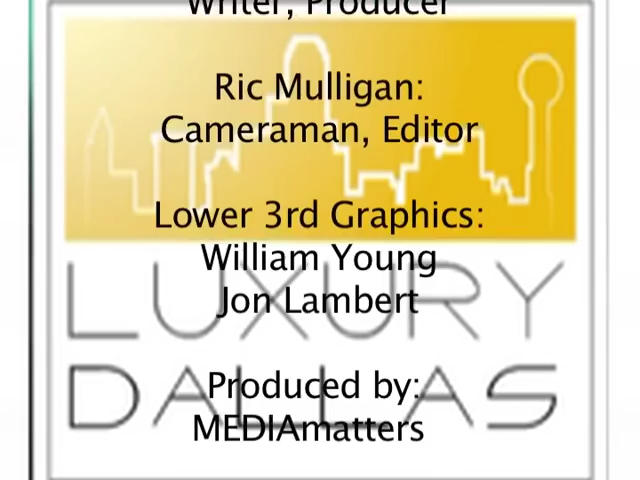 Writer, Producer
Ric Mulligan:
Cameraman, Editor
Lower 3rd Graphics:
William Young
Jon Lambert
Produced by:
MEDIAmatters
LUXURY
DALLAS